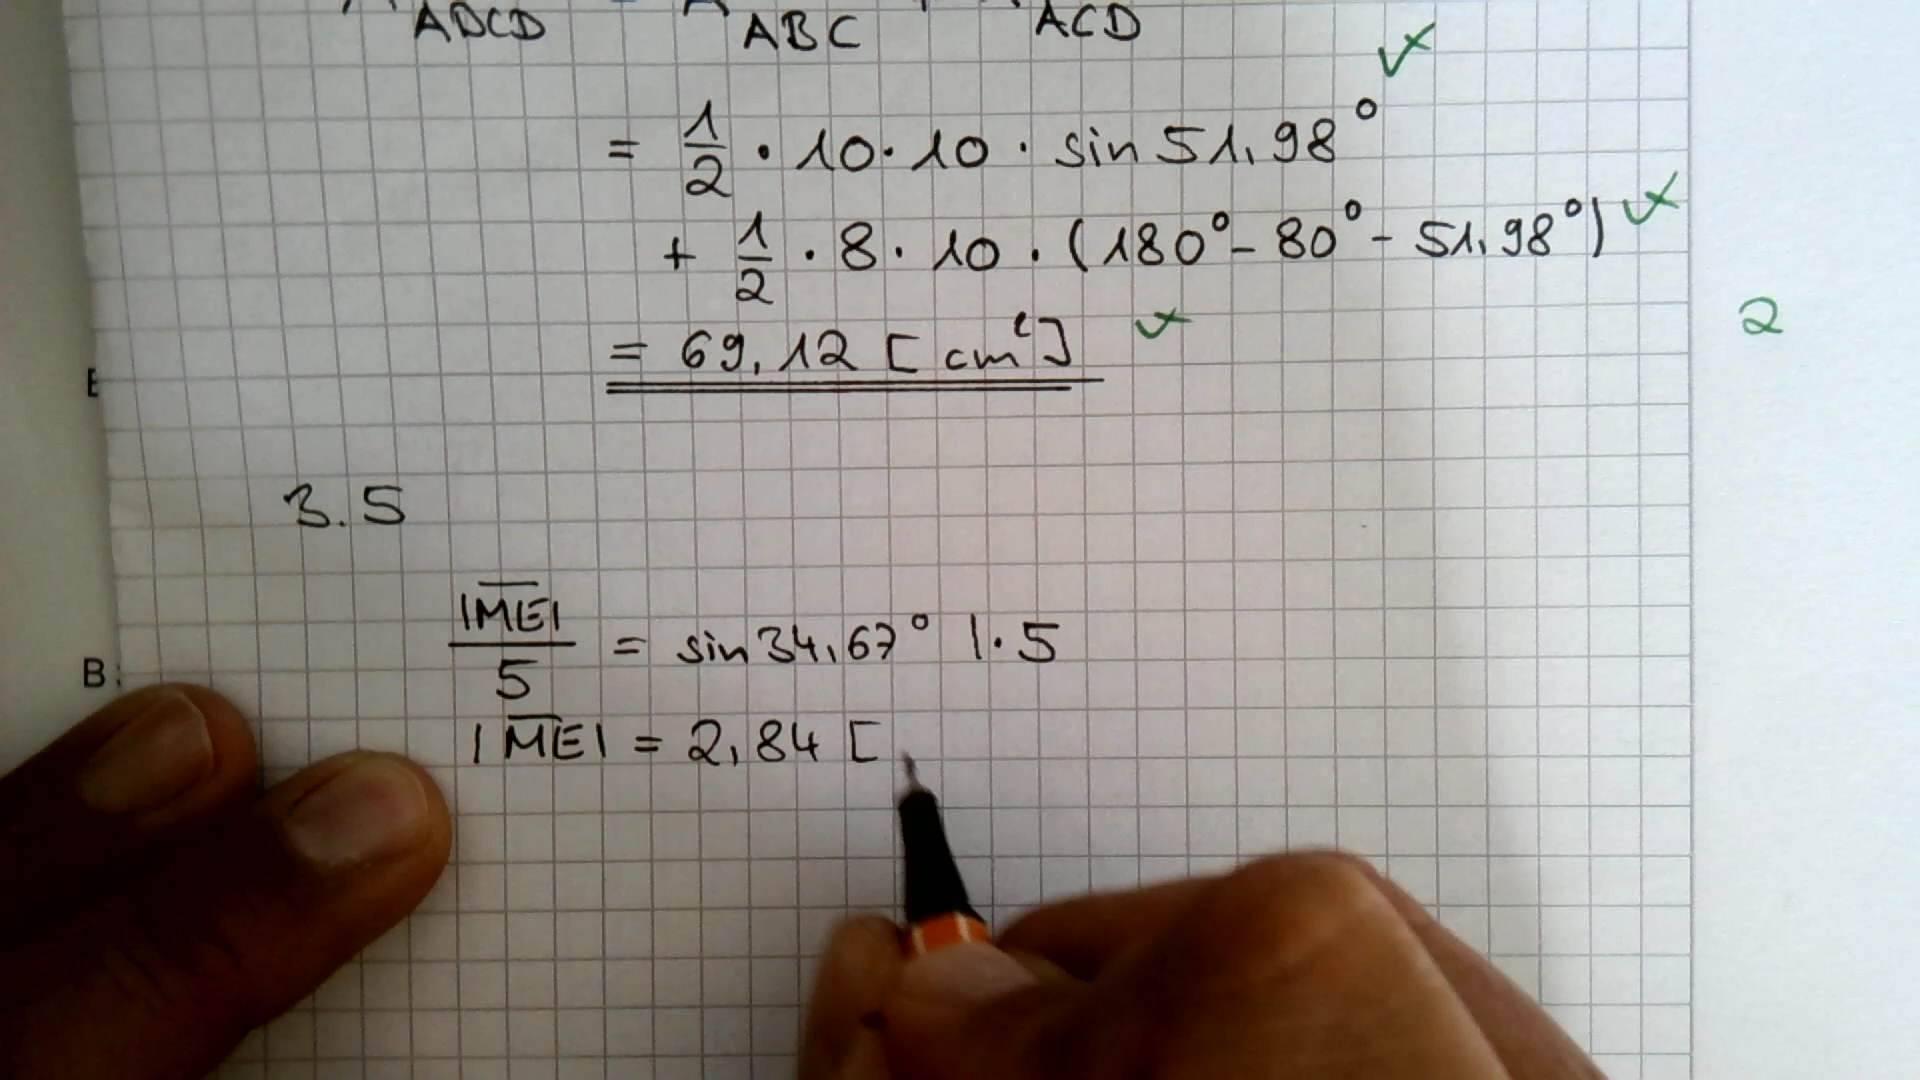 ABCD ABC ACD
= 1/2 · 10 · 10 · sin 51,98°
+ 1/2 · 8 · 10 · (180° - 80° - 51,98°)
= 69,12 [cm²]
2
3.5
|ME| / 5 = sin 34,67° | · 5
B:
|ME| = 2,84 [